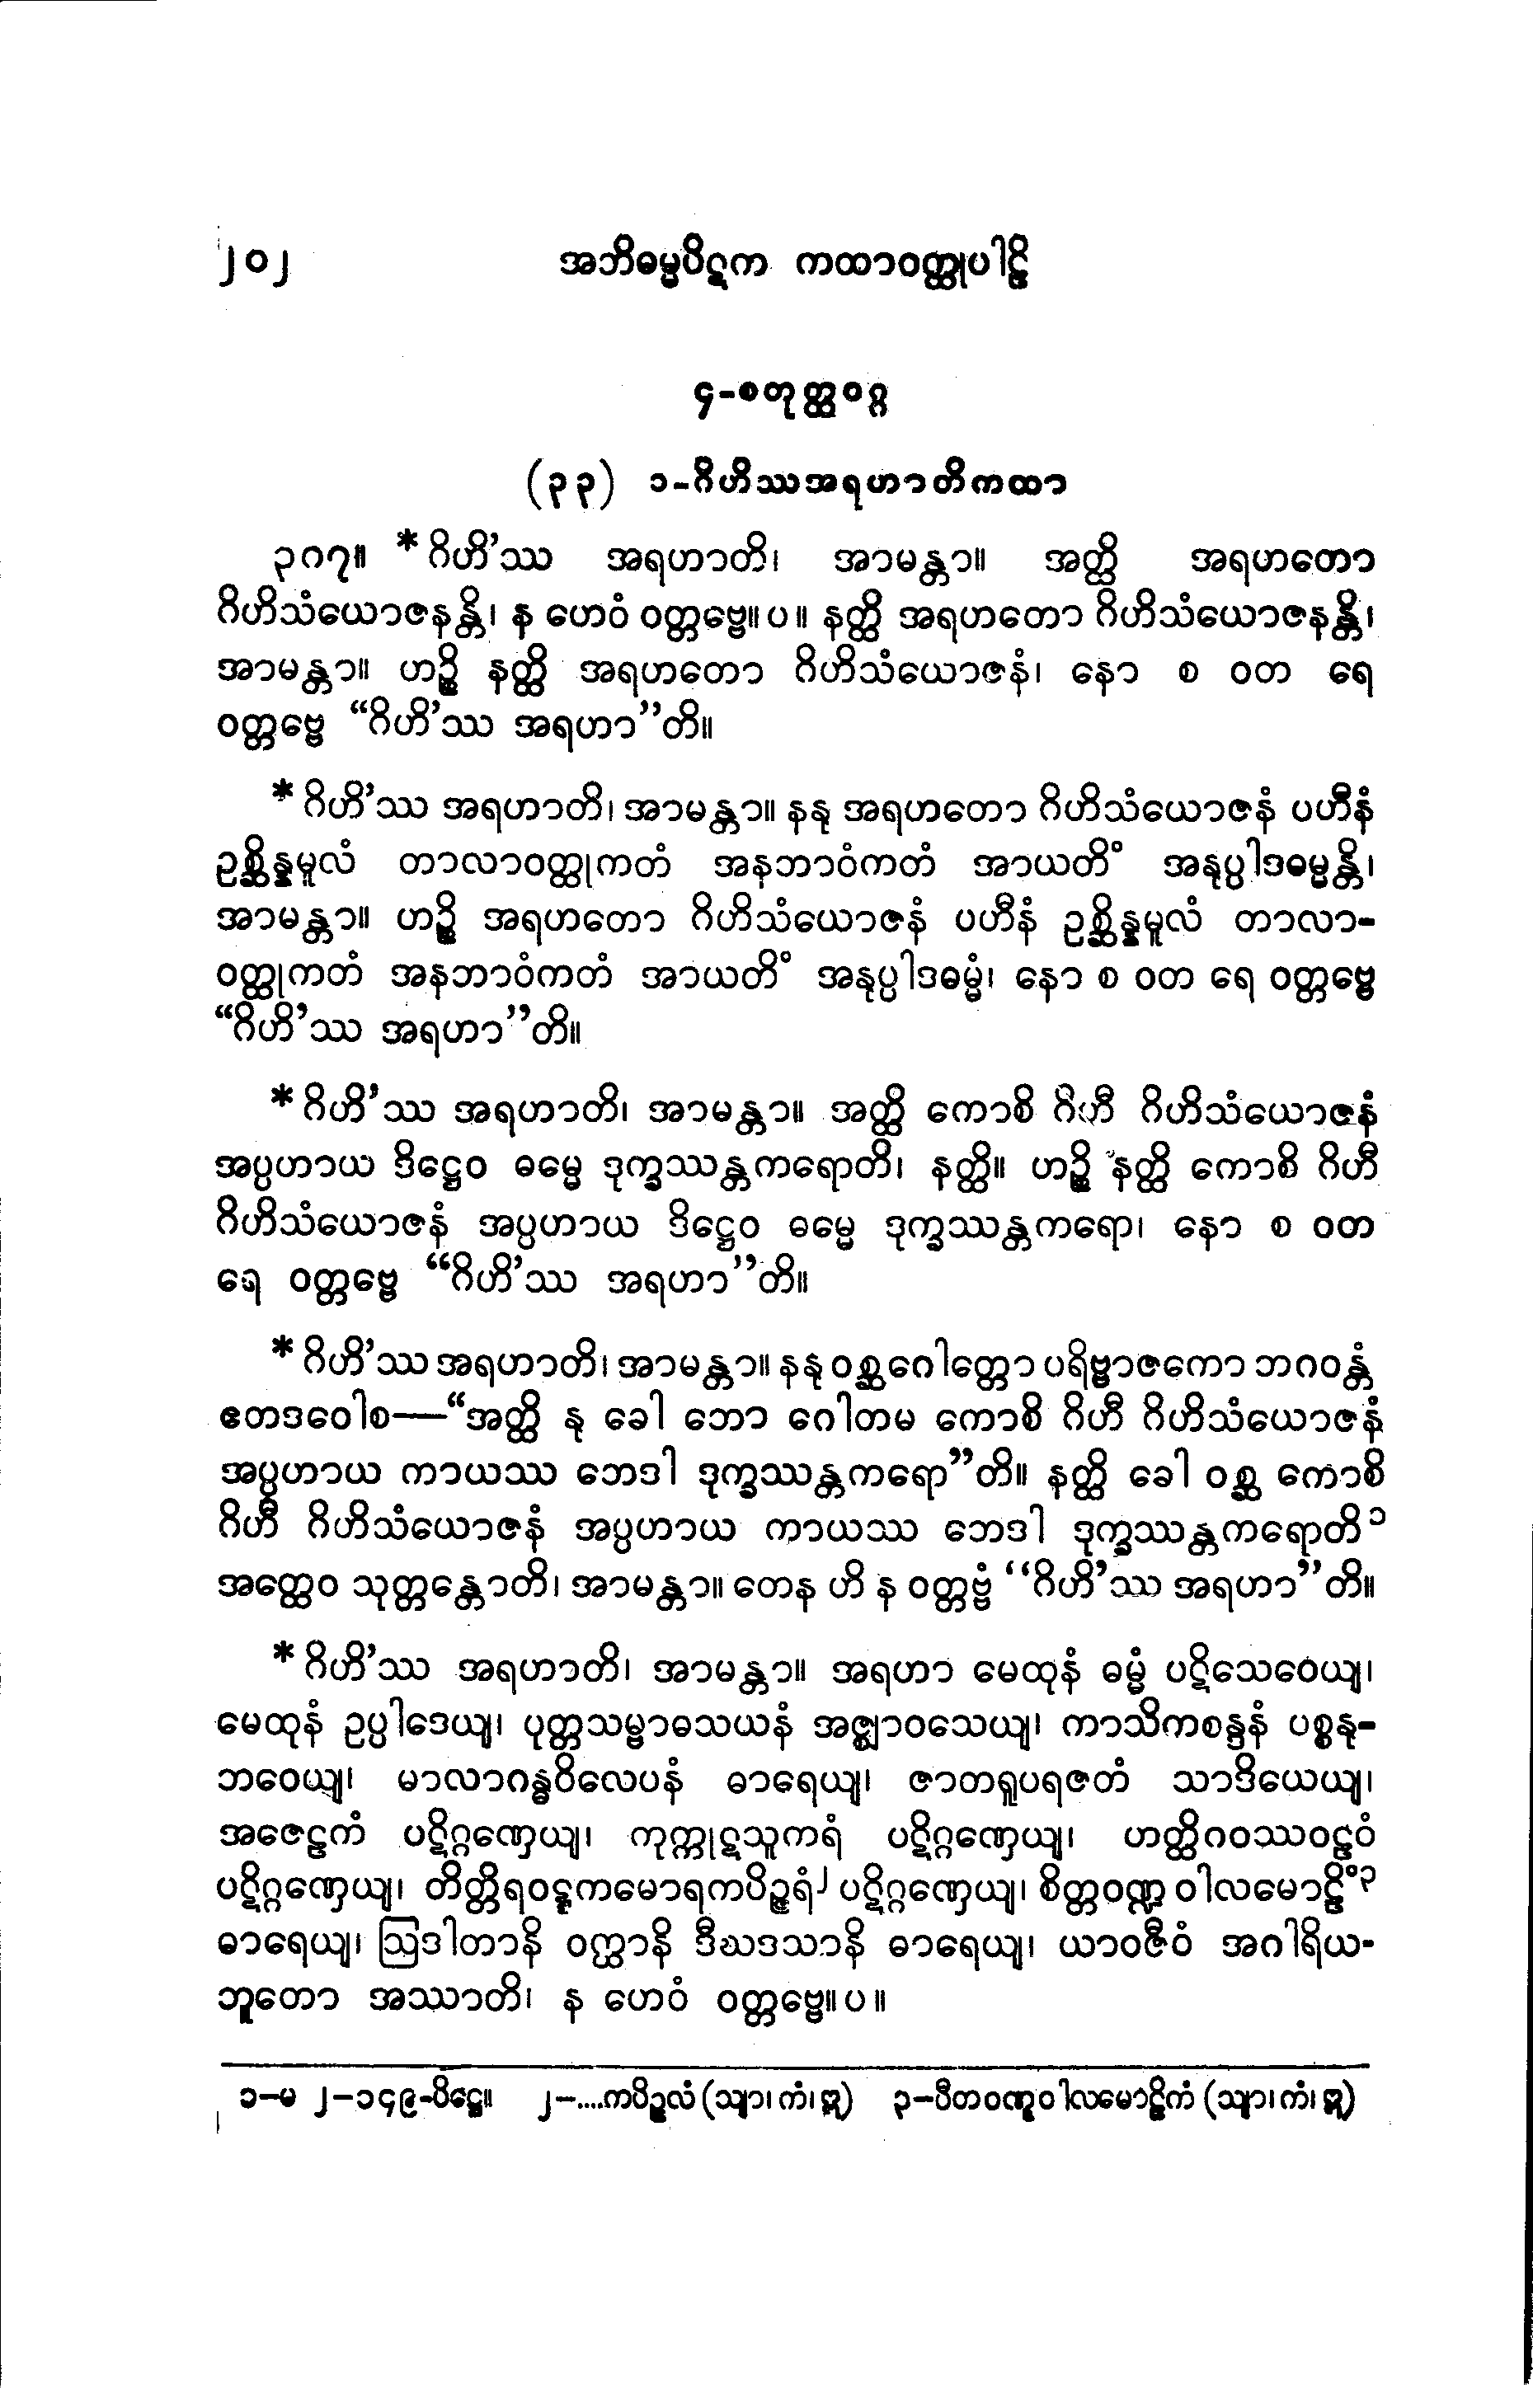 ၂၀၂ အဘိဓမ္မပိဋက ကထာဝတ္ထုပါဠိ
၄-စတုတ္ထဝဂ္ဂ
(၃၃) ၁-ဂိဟိဿအရဟာတိကထာ
၃၈၇။ *ဂိဟိ’ဿ အရဟာတိ၊ အာမန္တာ။ အတ္ထိ အရဟတော
ဂိဟိသံယောဇနန္တိ၊ န ဟေဝံ ဝတ္တဗ္ဗေ။ ပ။ နတ္ထိ အရဟတော ဂိဟိသံယောဇနန္တိ၊
အာမန္တာ။ ဟဉ္စိ နတ္ထိ အရဟတော ဂိဟိသံယောဇနံ၊ နော စ ဝတ ရေ
ဝတ္တဗ္ဗေ “ဂိဟိ’ဿ အရဟာ”တိ။
*ဂိဟိ’ဿ အရဟာတိ၊ အာမန္တာ။ နနု အရဟတော ဂိဟိသံယောဇနံ ပဟီနံ
ဥစ္ဆိန္နမူလံ တာလာဝတ္ထုကတံ အနဘာဝံကတံ အာယတိံ အနုပ္ပါဒဓမ္မန္တိ၊
အာမန္တာ။ ဟဉ္စိ အရဟတော ဂိဟိသံယောဇနံ ပဟီနံ ဥစ္ဆိန္နမူလံ တာလာ-
ဝတ္ထုကတံ အနဘာဝံကတံ အာယတိံ အနုပ္ပါဒဓမ္မံ၊ နော စ ဝတ ရေ ဝတ္တဗ္ဗေ
“ဂိဟိ’ဿ အရဟာ”တိ။
*ဂိဟိ’ဿ အရဟာတိ၊ အာမန္တာ။ အတ္ထိ ကောစိ ဂိဟီ ဂိဟိသံယောဇနံ
အပ္ပဟာယ ဒိဋ္ဌေဝ ဓမ္မေ ဒုက္ခဿန္တကရောတိ၊ နတ္ထိ။ ဟဉ္စိ နတ္ထိ ကောစိ ဂိဟီ
ဂိဟိသံယောဇနံ အပ္ပဟာယ ဒိဋ္ဌေဝ ဓမ္မေ ဒုက္ခဿန္တကရော၊ နော စ ဝတ
ရေ ဝတ္တဗ္ဗေ “ဂိဟိ’ဿ အရဟာ”တိ။
*ဂိဟိ’ဿ အရဟာတိ၊ အာမန္တာ။ နနု ဝစ္ဆဂေါတ္တော ပရိဗ္ဗာဇကော ဘဂဝန္တံ
ဧတဒဝေါစ—“အတ္ထိ နု ခေါ ဘော ဂေါတမ ကောစိ ဂိဟီ ဂိဟိသံယောဇနံ
အပ္ပဟာယ ကာယဿ ဘေဒါ ဒုက္ခဿန္တကရော”တိ။ နတ္ထိ ခေါ ဝစ္ဆ ကောစိ
ဂိဟီ ဂိဟိသံယောဇနံ အပ္ပဟာယ ကာယဿ ဘေဒါ ဒုက္ခဿန္တကရောတိ၁
အတ္ထေဝ သုတ္တန္တောတိ၊ အာမန္တာ။ တေန ဟိ န ဝတ္တဗ္ဗံ “ဂိဟိ’ဿ အရဟာ”တိ။
*ဂိဟိ’ဿ အရဟာတိ၊ အာမန္တာ။ အရဟာ မေထုနံ ဓမ္မံ ပဋိသေဝေယျ၊
မေထုနံ ဥပ္ပါဒေယျ၊ ပုတ္တသမ္ဗာဓသယနံ အဇ္ဈာဝသေယျ၊ ကာသိကစန္ဒနံ ပစ္စနု-
ဘဝေယျ၊ မာလာဂန္ဓဝိလေပနံ ဓာရေယျ၊ ဇာတရူပရဇတံ သာဒိယေယျ၊
အဇေဠကံ ပဋိဂ္ဂဏှေယျ၊ ကုက္ကုဋသူကရံ ပဋိဂ္ဂဏှေယျ၊ ဟတ္ထိဂဝဿဝဠဝံ
ပဋိဂ္ဂဏှေယျ၊ တိတ္တိရဝဋ္ဋကမောရကပိဉ္ဇရံ၂ ပဋိဂ္ဂဏှေယျ၊ စိတ္တဝဏ္ဍဝါလမောဠိံ၃
ဓာရေယျ၊ ဩဒါတာနိ ဝတ္ထာနိ ဒီဃဒသာနိ ဓာရေယျ၊ ယာဝဇီဝံ အဂါရိယ-
ဘူတော အဿာတိ၊ န ဟေဝံ ဝတ္တဗ္ဗေ။ ပ။
၁-မ ၂-၁၄၉-ပိဋ္ဌေ။ ၂-....ကပိဉ္ဇလံ (သျာ၊ ကံ၊ ဣ) ၃-ပီတဝဏ္ဍဝါလမောဠိကံ (သျာ၊ ကံ၊ ဣ)